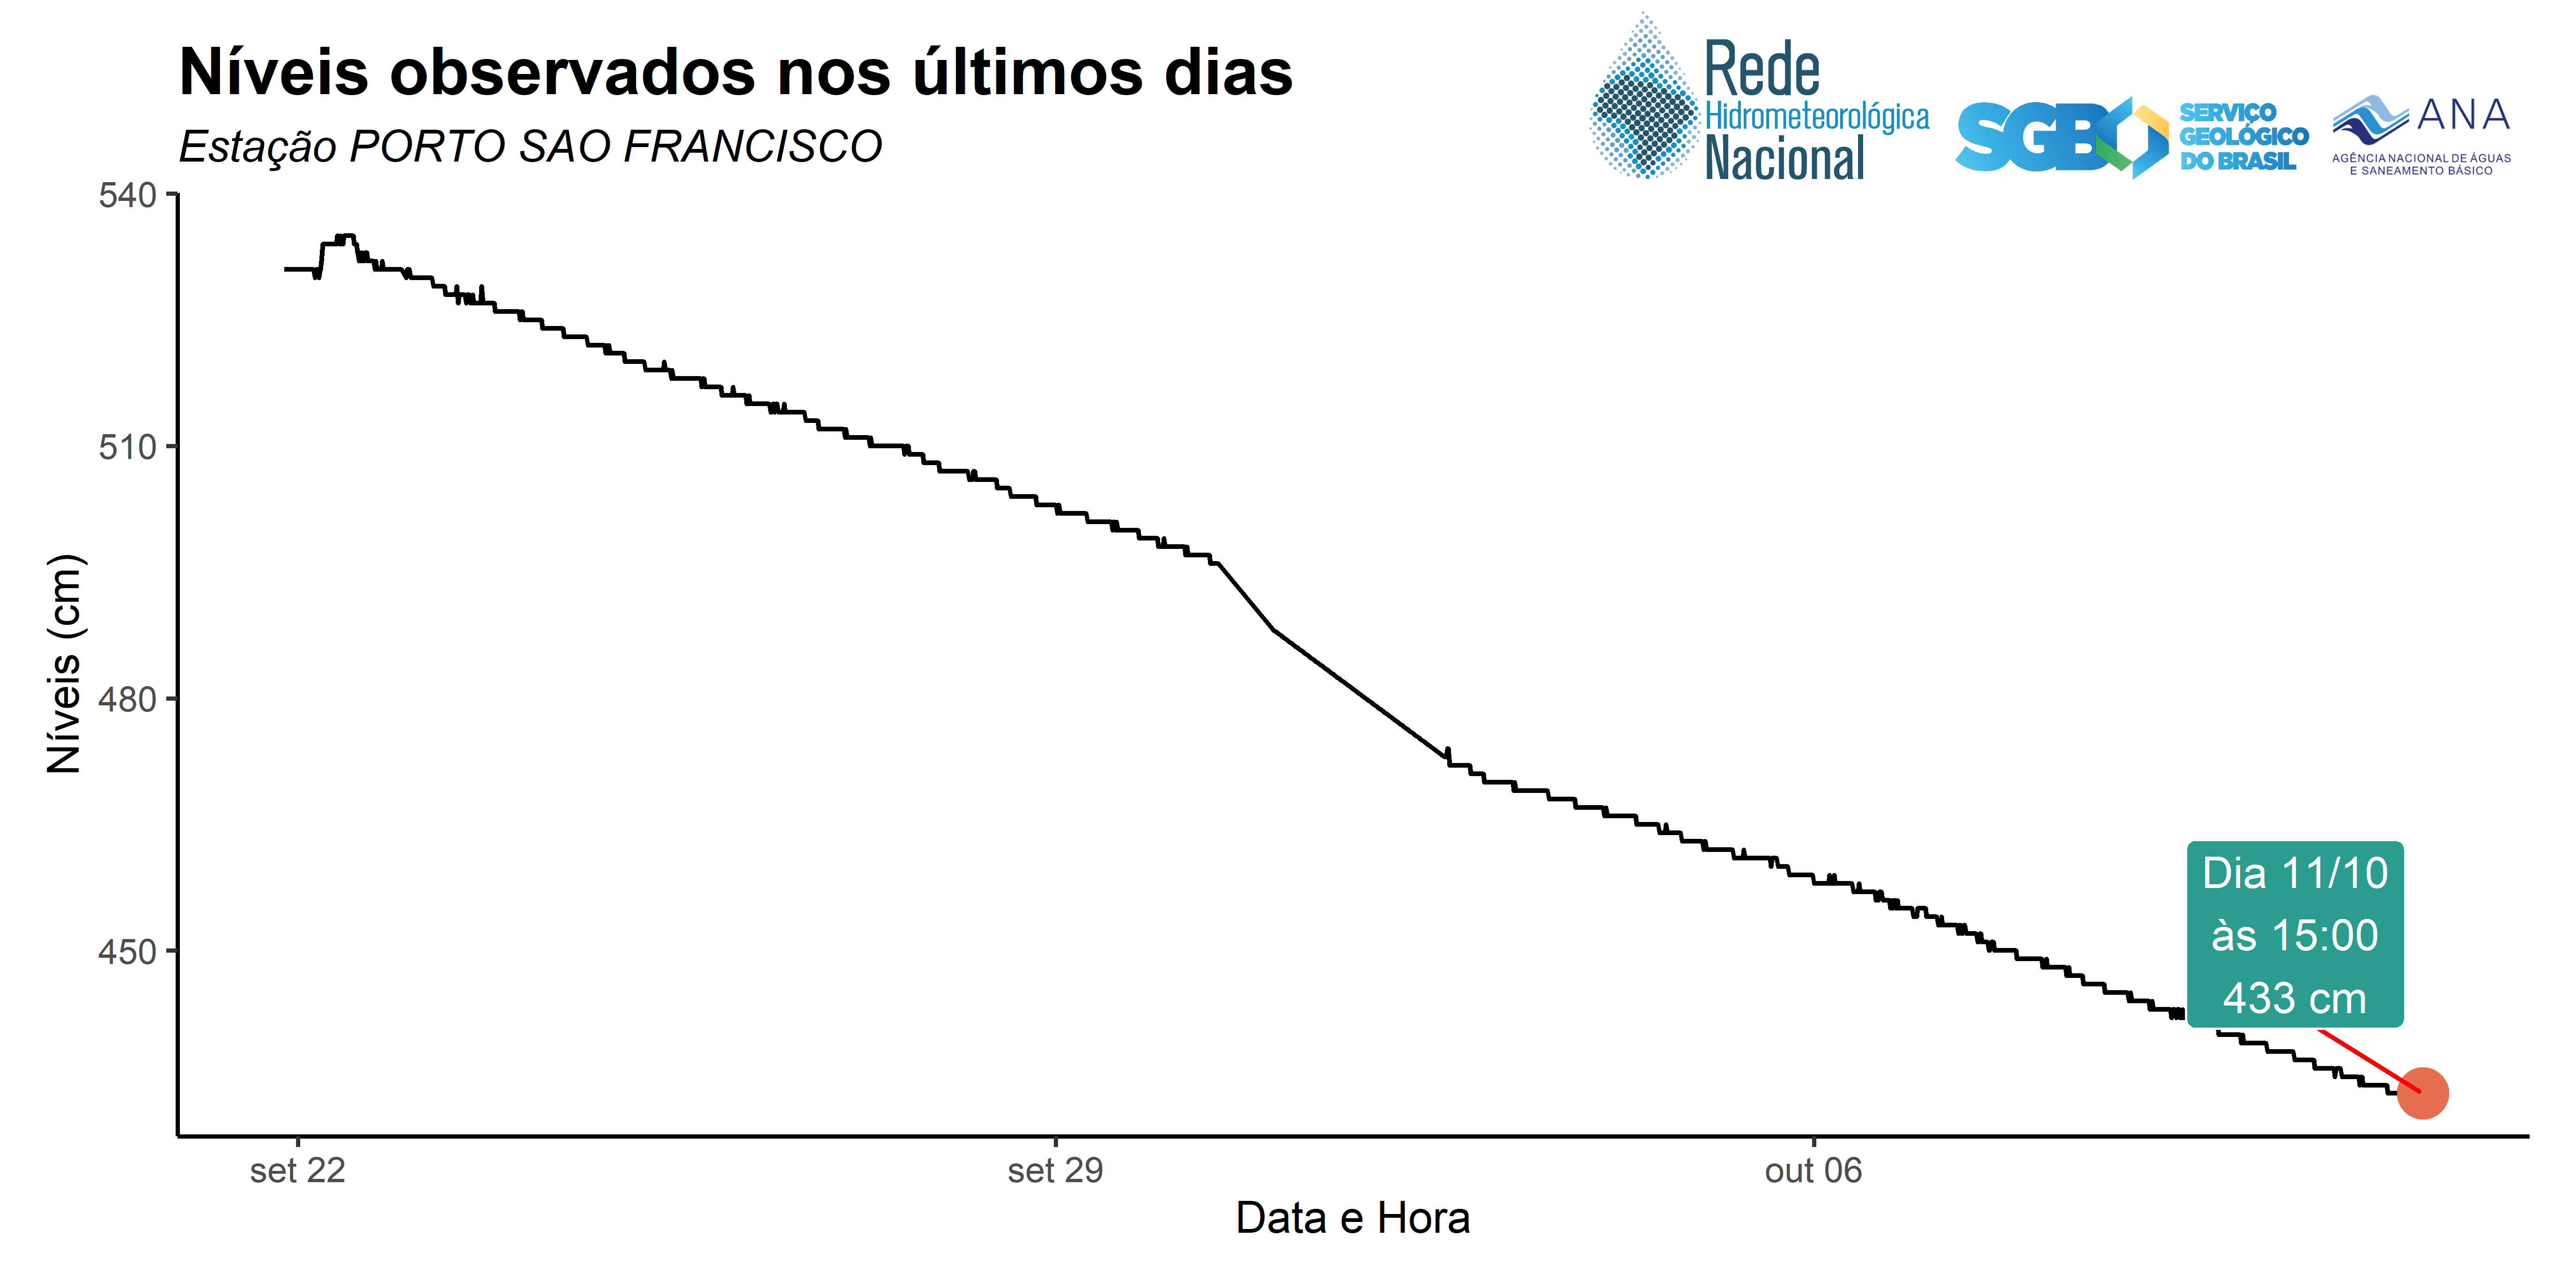 Níveis observados nos últimos dias
Estação PORTO SAO FRANCISCO
Rede
Hidrometeorológica
Nacional
SGB
SERVIÇO
GEOLÓGICO
DO BRASIL
ANA
AGÊNCIA NACIONAL DE ÁGUAS
E SANEAMENTO BÁSICO
540
510
480
450
Níveis (cm)
Dia 11/10
às 15:00
433 cm
set 22
set 29
out 06
Data e Hora